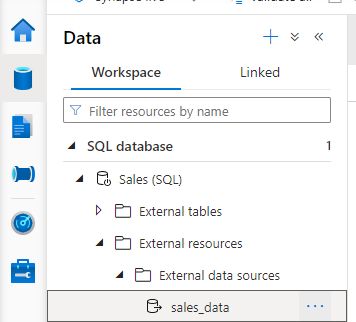 Data
Workspace Linked
Filter resources by name
SQL database 1
Sales (SQL)
External tables
External resources
External data sources
sales_data